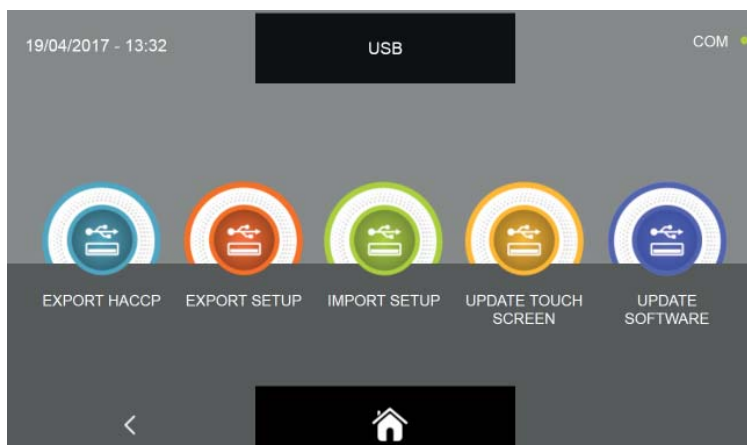 19/04/2017 - 13:32
USB
COM
EXPORT HACCP
EXPORT SETUP
IMPORT SETUP
UPDATE TOUCH
SCREEN
UPDATE
SOFTWARE